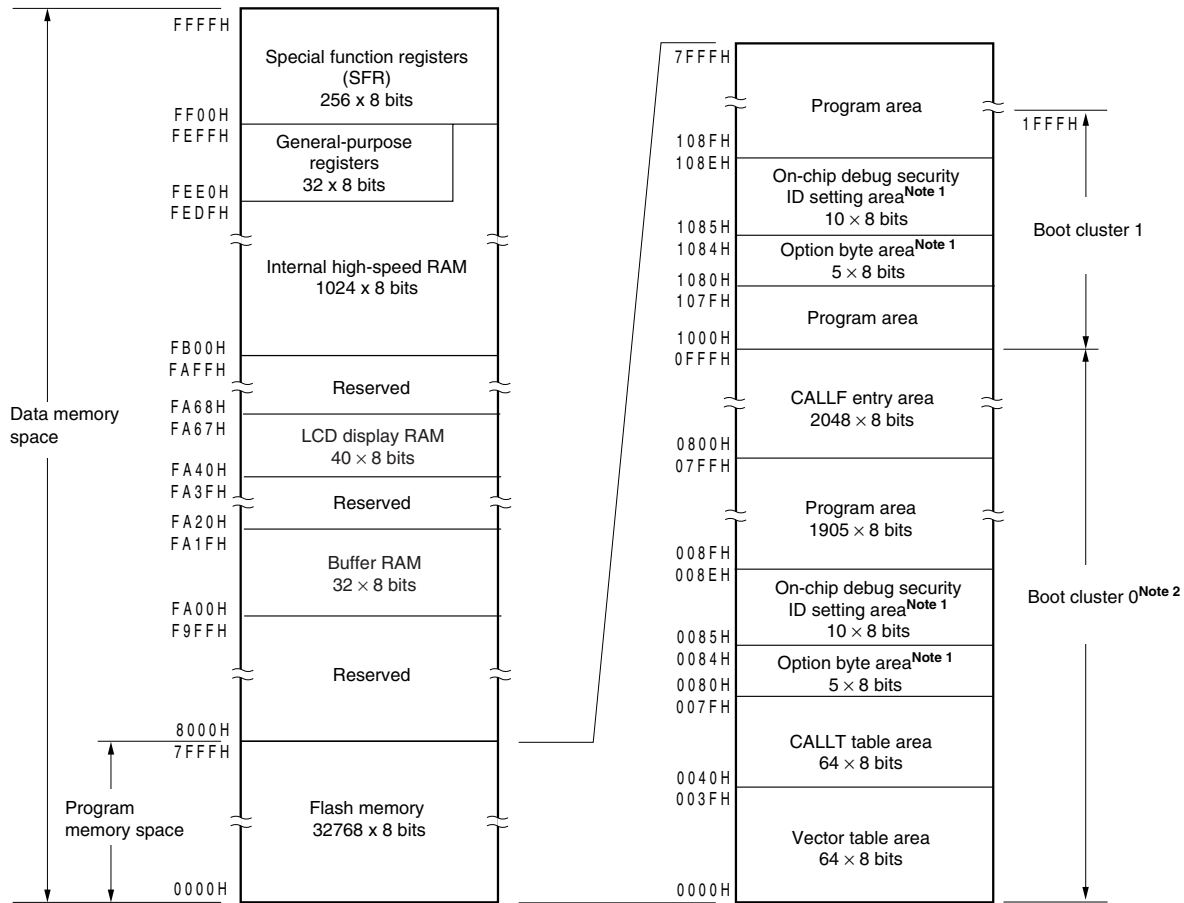 FFFFH
Special function registers
(SFR)
256 x 8 bits
FF00H
FEFFH
General-purpose
registers
32 x 8 bits
FEE0H
FEDFH
Internal high-speed RAM
1024 x 8 bits
FB00H
FAFFH
Reserved
FA68H
FA67H
LCD display RAM
40 × 8 bits
FA40H
FA3FH
Reserved
FA20H
FA1FH
Buffer RAM
32 × 8 bits
FA00H
F9FFH
Reserved
8000H
7FFFH
Flash memory
32768 x 8 bits
0000H
Data memory
space
Program
memory space
7FFFH
Program area
108FH
108EH
On-chip debug security
ID setting areaNote 1
10 × 8 bits
1085H
1084H
Option byte areaNote 1
5 × 8 bits
1080H
107FH
Program area
1000H
0FFFH
CALLF entry area
2048 × 8 bits
0800H
07FFH
Program area
1905 × 8 bits
008FH
008EH
On-chip debug security
ID setting areaNote 1
10 × 8 bits
0085H
0084H
Option byte areaNote 1
5 × 8 bits
0080H
007FH
CALLT table area
64 × 8 bits
0040H
003FH
Vector table area
64 × 8 bits
0000H
1FFFH
Boot cluster 1
Boot cluster 0Note 2